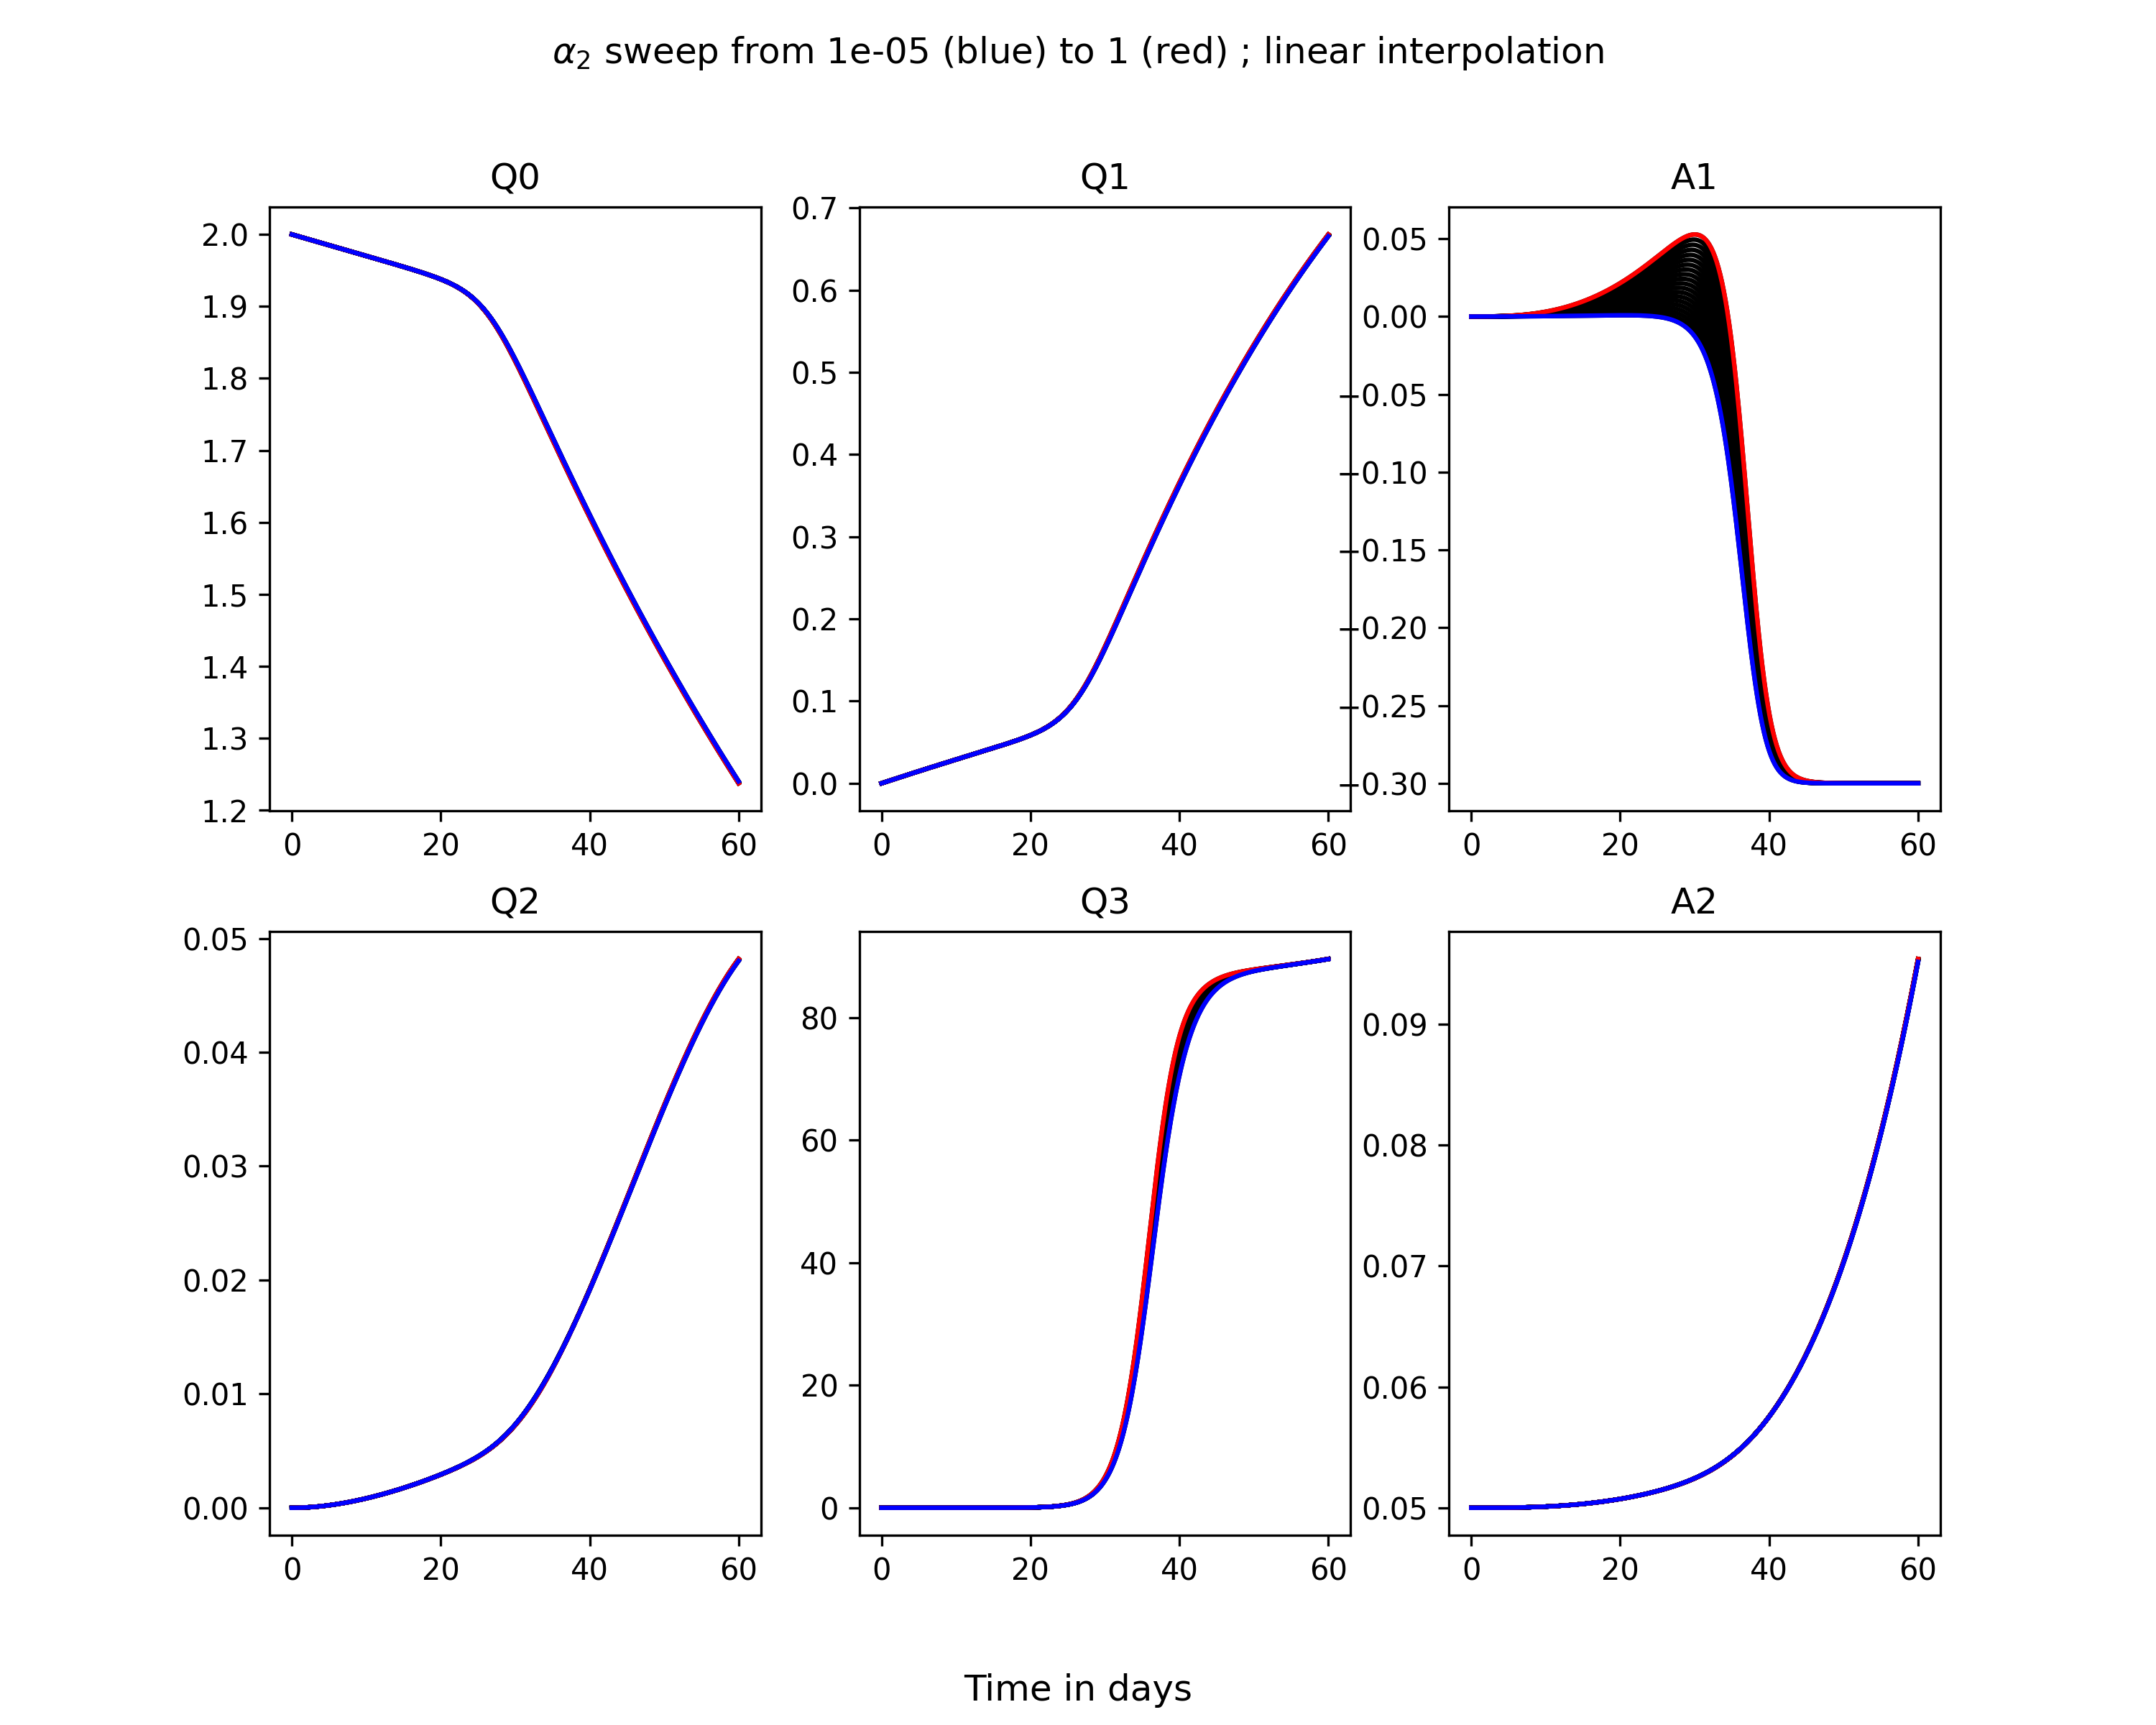 α₂ sweep from 1e-05 (blue) to 1 (red) ; linear interpolation
Q0
2.0
1.9
1.8
1.7
1.6
1.5
1.4
1.3
1.2
0 20 40 60
Q1
0.7
0.6
0.5
0.4
0.3
0.2
0.1
0.0
0 20 40 60
A1
0.05
0.00
−0.05
−0.10
−0.15
−0.20
−0.25
−0.30
0 20 40 60
Q2
0.05
0.04
0.03
0.02
0.01
0.00
0 20 40 60
Q3
80
60
40
20
0
0 20 40 60
A2
0.09
0.08
0.07
0.06
0.05
0 20 40 60
Time in days